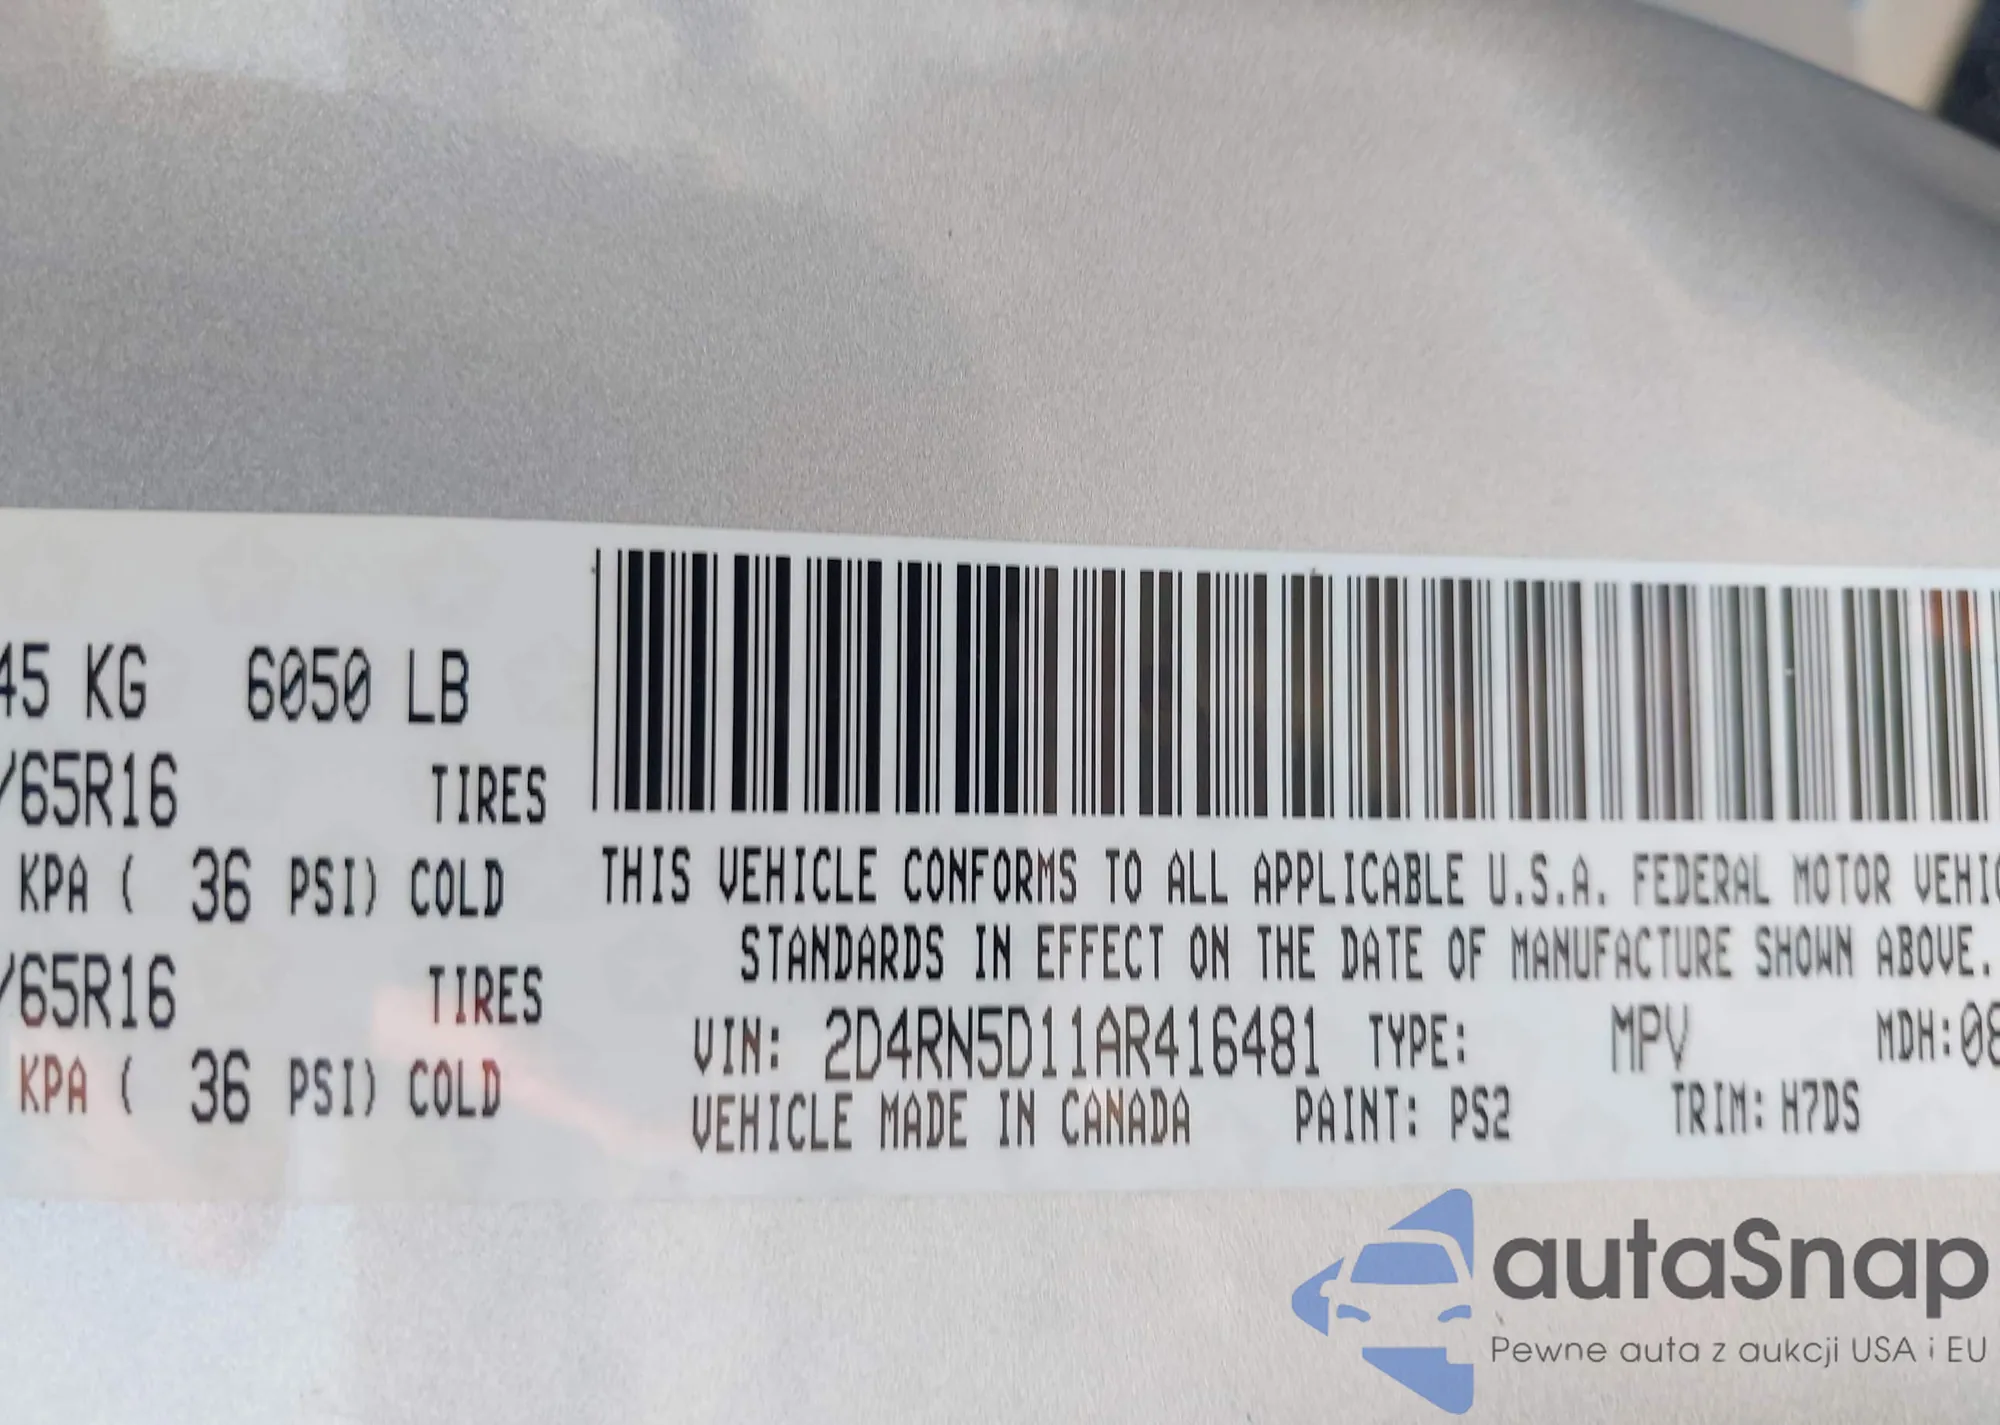 45 KG 6050 LB
/65R16 TIRES
KPA ( 36 PSI) COLD
/65R16 TIRES
KPA ( 36 PSI) COLD
THIS VEHICLE CONFORMS TO ALL APPLICABLE U.S.A. FEDERAL MOTOR VEHIC
STANDARDS IN EFFECT ON THE DATE OF MANUFACTURE SHOWN ABOVE.
VIN: 2D4RN5D11AR416481 TYPE: MPV MDH:08
VEHICLE MADE IN CANADA PAINT: PS2 TRIM: H7DS
autaSnap
Pewne auta z aukcji USA i EU